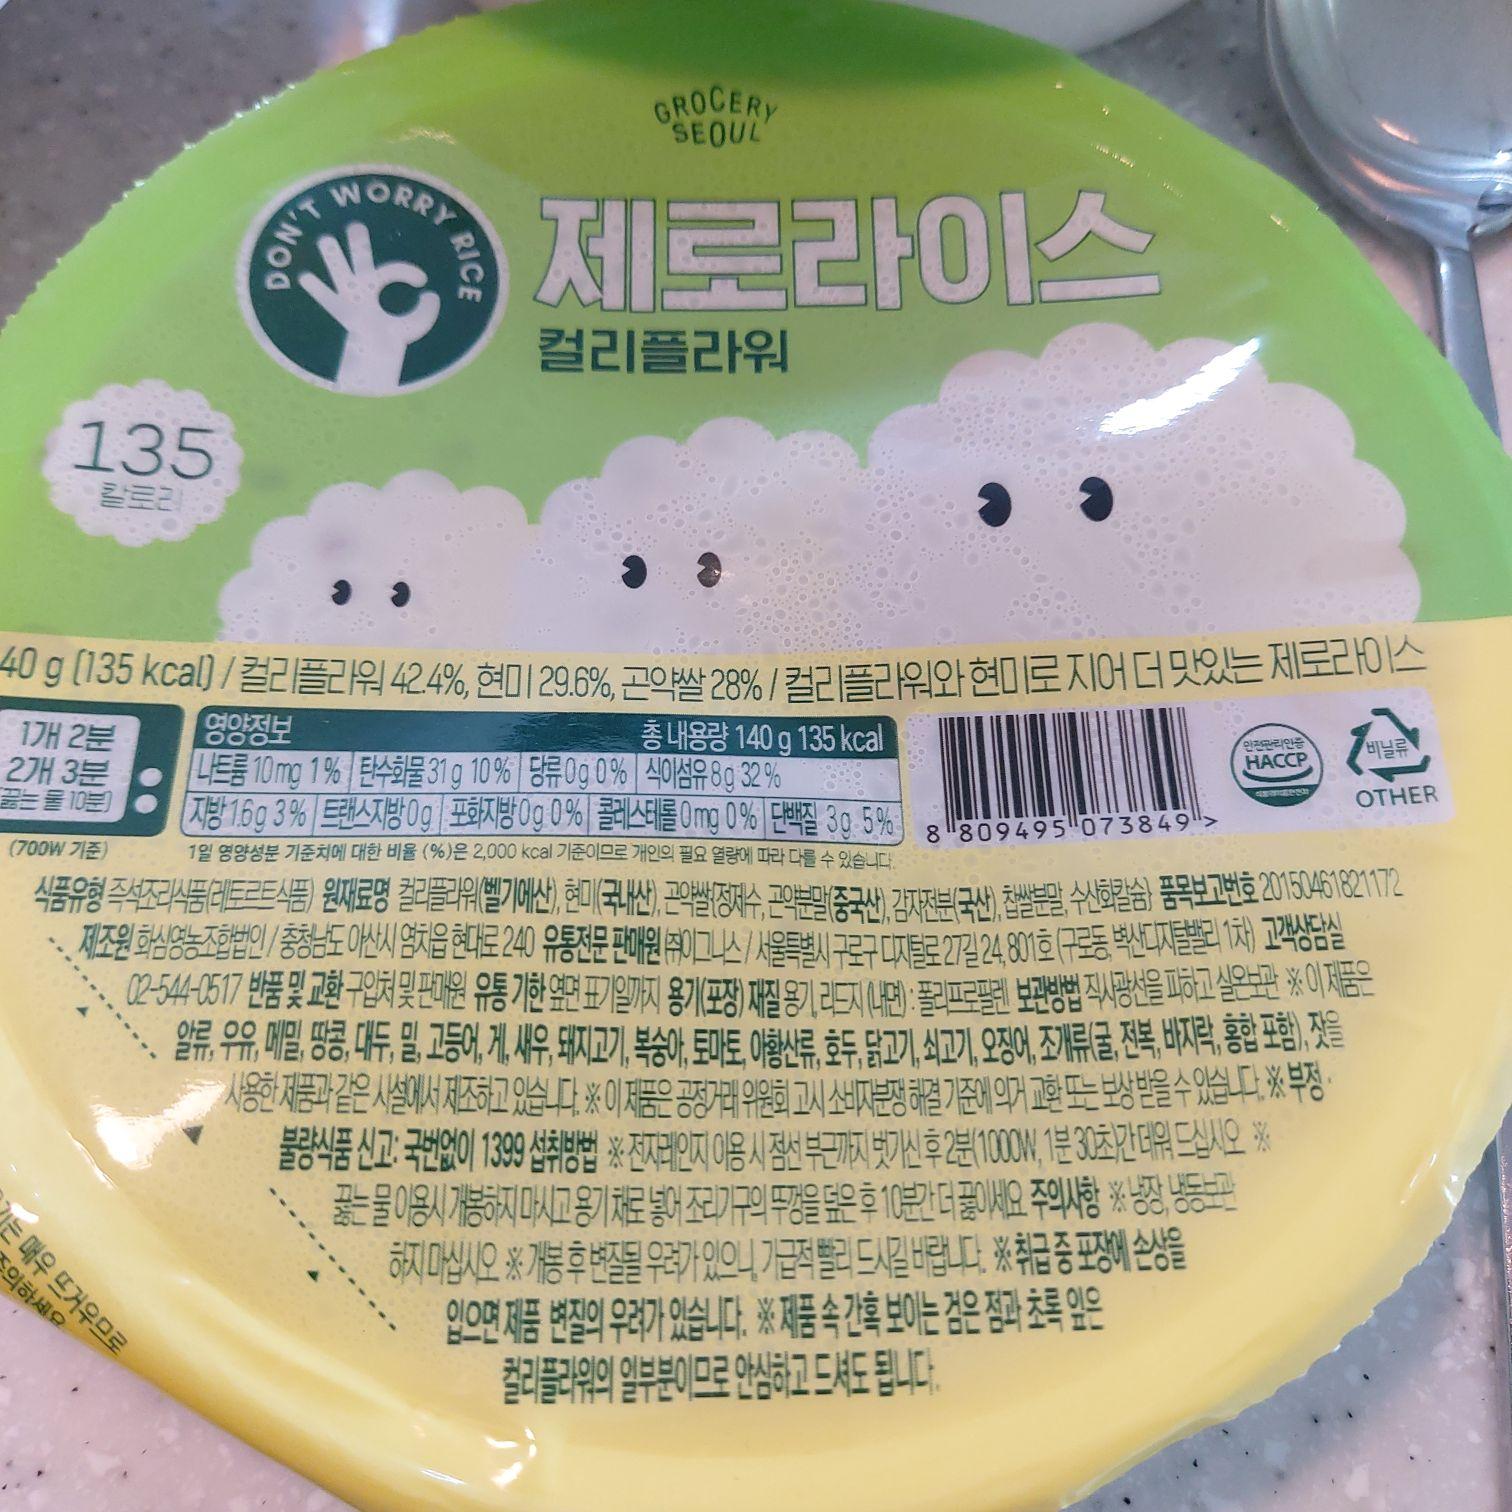 GROCERY
SEOUL
DON'T WORRY RICE
제로라이스
컬리플라워
135
칼로리
40 g (135 kcal) / 컬리플라워 42.4%, 현미 29.6%, 곤약쌀 28% / 컬리플라워와 현미로 지어 더 맛있는 제로라이스
1개 2분
2개 3분
끓는 물 10분)
(700W 기준)
영양정보 총 내용량 140 g 135 kcal
나트륨 10mg 1% 탄수화물 31g 10% 당류 0g 0% 식이섬유 8g 32%
지방 1.6g 3% 트랜스지방 0g 포화지방 0g 0% 콜레스테롤 0mg 0% 단백질 3g 5%
1일 영양성분 기준치에 대한 비율 (%)은 2,000 kcal 기준이므로 개인의 필요 열량에 따라 다를 수 있습니다.
8 809495 073849 >
안전관리인증
HACCP
비닐류
OTHER
식품유형 즉석조리식품(레토르트식품) 원재료명 컬리플라워(벨기에산), 현미(국내산), 곤약쌀{정제수, 곤약분말(중국산), 감자전분(국산), 찹쌀분말, 수산화칼슘} 품목보고번호 20150461821172
제조원 화심영농조합법인 / 충청남도 아산시 염치읍 현대로 240 유통전문 판매원 ㈜이그니스 / 서울특별시 구로구 디지털로 27길 24, 801호 (구로동, 벽산디지털밸리 1차) 고객상담실
02-544-0517 반품 및 교환 구입처 및 판매원 유통 기한 옆면 표기일까지 용기(포장) 재질 용기, 리드지 (내면) : 폴리프로필렌 보관방법 직사광선을 피하고 실온보관 ※ 이 제품은
알류, 우유, 메밀, 땅콩, 대두, 밀, 고등어, 게, 새우, 돼지고기, 복숭아, 토마토, 아황산류, 호두, 닭고기, 쇠고기, 오징어, 조개류(굴, 전복, 바지락, 홍합 포함), 잣을
사용한 제품과 같은 시설에서 제조하고 있습니다. ※ 이 제품은 공정거래 위원회 고시 소비자분쟁 해결 기준에 의거 교환 또는 보상 받을 수 있습니다. ※ 부정·
불량식품 신고: 국번없이 1399 섭취방법 ※ 전자레인지 이용 시 점선 부근까지 벗기신 후 2분(1000W, 1분 30초)간 데워 드십시오 ※
끓는 물 이용시 개봉하지 마시고 용기 채로 넣어 조리기구의 뚜껑을 덮은 후 10분간 더 끓이세요 주의사항 ※ 냉장, 냉동보관
하지 마십시오 ※ 개봉 후 변질될 우려가 있으니, 가급적 빨리 드시길 바랍니다. ※ 취급 중 포장에 손상을
입으면 제품 변질의 우려가 있습니다. ※ 제품 속 간혹 보이는 검은 점과 초록 잎은
컬리플라워의 일부분이므로 안심하고 드셔도 됩니다.
는 매우 뜨거우므로
주의하세요